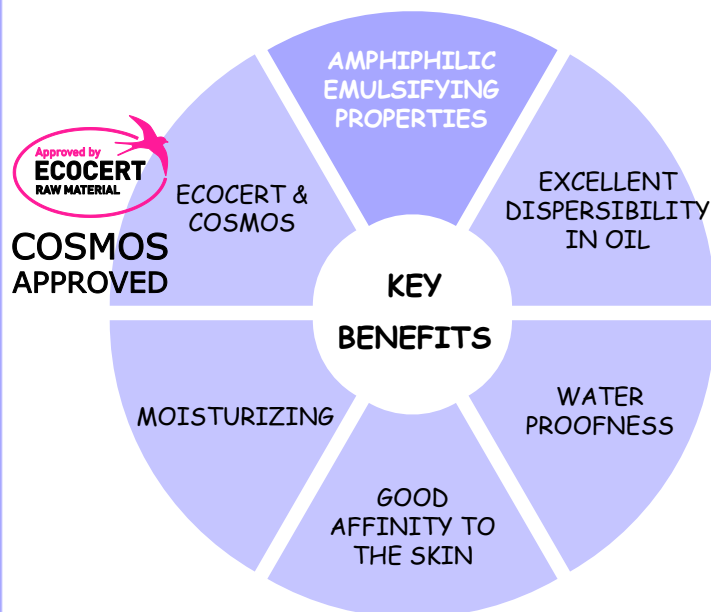 AMPHIPHILIC
EMULSIFYING
PROPERTIES
EXCELLENT
DISPERSIBILITY
IN OIL
WATER
PROOFNESS
GOOD
AFFINITY TO
THE SKIN
MOISTURIZING
ECOCERT &
COSMOS
Approved by
ECOCERT
RAW MATERIAL
COSMOS
APPROVED
KEY
BENEFITS